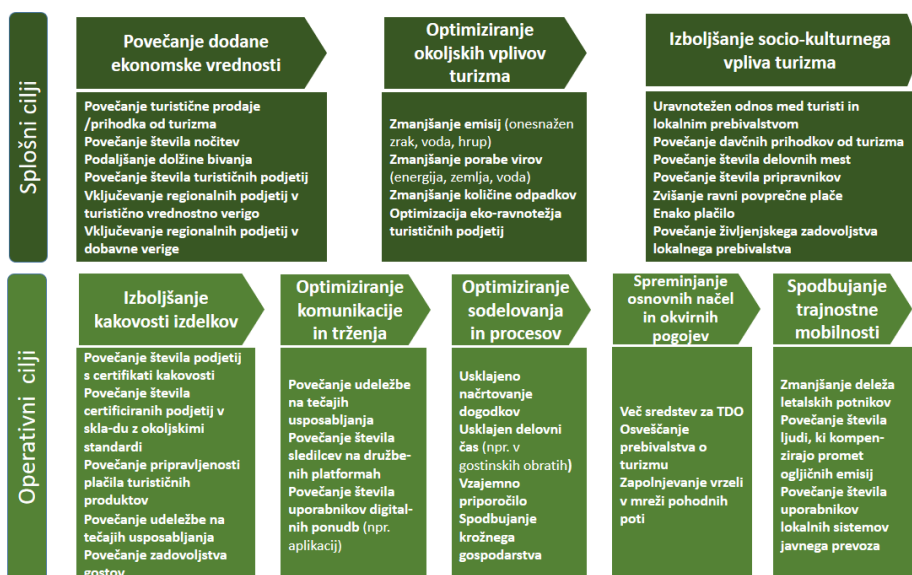 Splošni cilji
Povečanje dodane
ekonomske vrednosti
Povečanje turistične prodaje
/prihodka od turizma
Povečanje števila nočitev
Podaljšanje dolžine bivanja
Povečanje števila turističnih podjetij
Vključevanje regionalnih podjetij v
turistično vrednostno verigo
Vključevanje regionalnih podjetij v
dobavne verige
Optimiziranje
okoljskih vplivov
turizma
Zmanjšanje emisij (onesnažen
zrak, voda, hrup)
Zmanjšanje porabe virov
(energija, zemlja, voda)
Zmanjšanje količine odpadkov
Optimizacija eko-ravnotežja
turističnih podjetij
Izboljšanje socio-kulturnega
vpliva turizma
Uravnotežen odnos med turisti in
lokalnim prebivalstvom
Povečanje davčnih prihodkov od turizma
Povečanje števila delovnih mest
Povečanje števila pripravnikov
Zvišanje ravni povprečne plače
Enako plačilo
Povečanje življenjskega zadovoljstva
lokalnega prebivalstva
Operativni cilji
Izboljšanje
kakovosti izdelkov
Povečanje števila podjetij
s certifikati kakovosti
Povečanje števila
certificiranih podjetij v
skla-du z okoljskimi
standardi
Povečanje pripravljenosti
plačila turističnih
produktov
Povečanje udeležbe na
tečajih usposabljanja
Povečanje zadovoljstva
gostov
Optimiziranje
komunikacije
in trženja
Povečanje udeležbe
na tečajih
usposabljanja
Povečanje števila
sledilcev na družbe-
nih platformah
Povečanje števila
uporabnikov digital-
nih ponudb (npr.
aplikacij)
Optimiziranje
sodelovanja
in procesov
Usklajeno
načrtovanje
dogodkov
Usklajen delovni
čas (npr. v
gostinskih obratih)
Vzajemno
priporočilo
Spodbujanje
krožnega
gospodarstva
Spreminjanje
osnovnih načel
in okvirnih
pogojev
Več sredstev za TDO
Osveščanje
prebivalstva o
turizmu
Zapolnjevanje vrzeli
v mreži pohodnih
poti
Spodbujanje
trajnostne
mobilnosti
Zmanjšanje deleža
letalskih potnikov
Povečanje števila
ljudi, ki kompen-
zirajo promet
ogljičnih emisij
Povečanje števila
uporabnikov
lokalnih sistemov
javnega prevoza